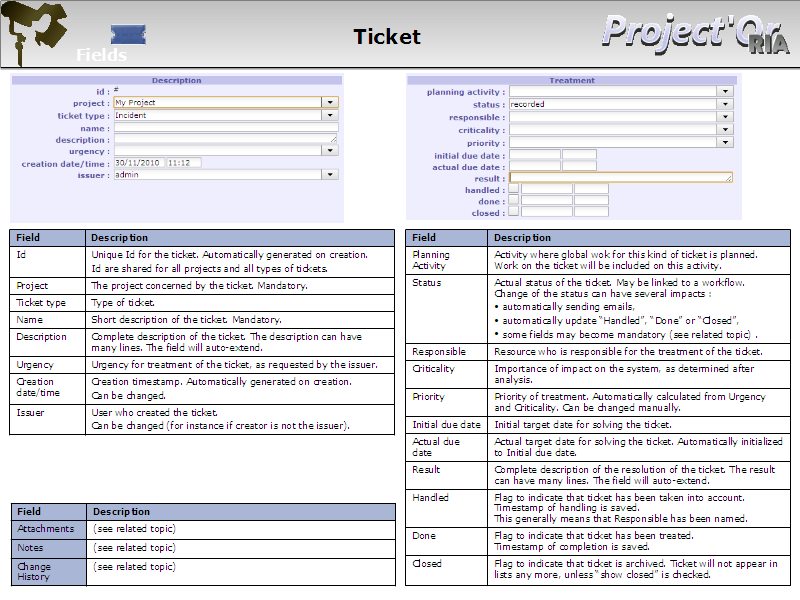 Fields
Ticket
Project'Or
RIA
Description
id : #
project : My Project
ticket type : Incident
name :
description :
urgency :
creation date/time : 30/11/2010 11:12
issuer : admin
Treatment
planning activity :
status : recorded
responsible :
criticality :
priority :
initial due date :
actual due date :
result :
handled :
done :
closed :
Field Description
Id Unique Id for the ticket. Automatically generated on creation.
Id are shared for all projects and all types of tickets.
Project The project concerned by the ticket. Mandatory.
Ticket type Type of ticket.
Name Short description of the ticket. Mandatory.
Description Complete description of the ticket. The description can have
many lines. The field will auto-extend.
Urgency Urgency for treatment of the ticket, as requested by the issuer.
Creation Creation timestamp. Automatically generated on creation.
date/time Can be changed.
Issuer User who created the ticket.
Can be changed (for instance if creator is not the issuer).
Field Description
Attachments (see related topic)
Notes (see related topic)
Change (see related topic)
History
Field Description
Planning Activity where global wok for this kind of ticket is planned.
Activity Work on the ticket will be included on this activity.
Status Actual status of the ticket. May be linked to a workflow.
Change of the status can have several impacts :
• automatically sending emails,
• automatically update “Handled”, “Done” or “Closed”,
• some fields may become mandatory (see related topic) .
Responsible Resource who is responsible for the treatment of the ticket.
Criticality Importance of impact on the system, as determined after
analysis.
Priority Priority of treatment. Automatically calculated from Urgency
and Criticality. Can be changed manually.
Initial due date Initial target date for solving the ticket.
Actual due Actual target date for solving the ticket. Automatically initialized
date to Initial due date.
Result Complete description of the resolution of the ticket. The result
can have many lines. The field will auto-extend.
Handled Flag to indicate that ticket has been taken into account.
Timestamp of handling is saved.
This generally means that Responsible has been named.
Done Flag to indicate that ticket has been treated.
Timestamp of completion is saved.
Closed Flag to indicate that ticket is archived. Ticket will not appear in
lists any more, unless “show closed” is checked.